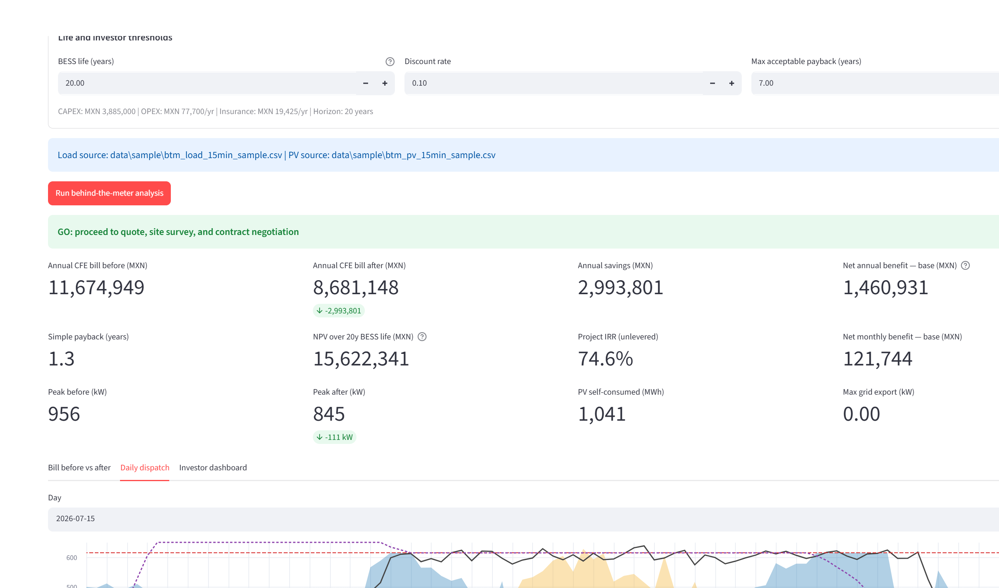 Life and investor thresholds
BESS life (years)
Discount rate
Max acceptable payback (years)
20.00
0.10
7.00
CAPEX: MXN 3,885,000 | OPEX: MXN 77,700/yr | Insurance: MXN 19,425/yr | Horizon: 20 years
Load source: data\sample\btm_load_15min_sample.csv | PV source: data\sample\btm_pv_15min_sample.csv
Run behind-the-meter analysis
GO: proceed to quote, site survey, and contract negotiation
Annual CFE bill before (MXN)
11,674,949
Annual CFE bill after (MXN)
8,681,148
-2,993,801
Annual savings (MXN)
2,993,801
Net annual benefit — base (MXN)
1,460,931
Simple payback (years)
1.3
NPV over 20y BESS life (MXN)
15,622,341
Project IRR (unlevered)
74.6%
Net monthly benefit — base (MXN)
121,744
Peak before (kW)
956
Peak after (kW)
845
-111 kW
PV self-consumed (MWh)
1,041
Max grid export (kW)
0.00
Bill before vs after
Daily dispatch
Investor dashboard
Day
2026-07-15
600
500